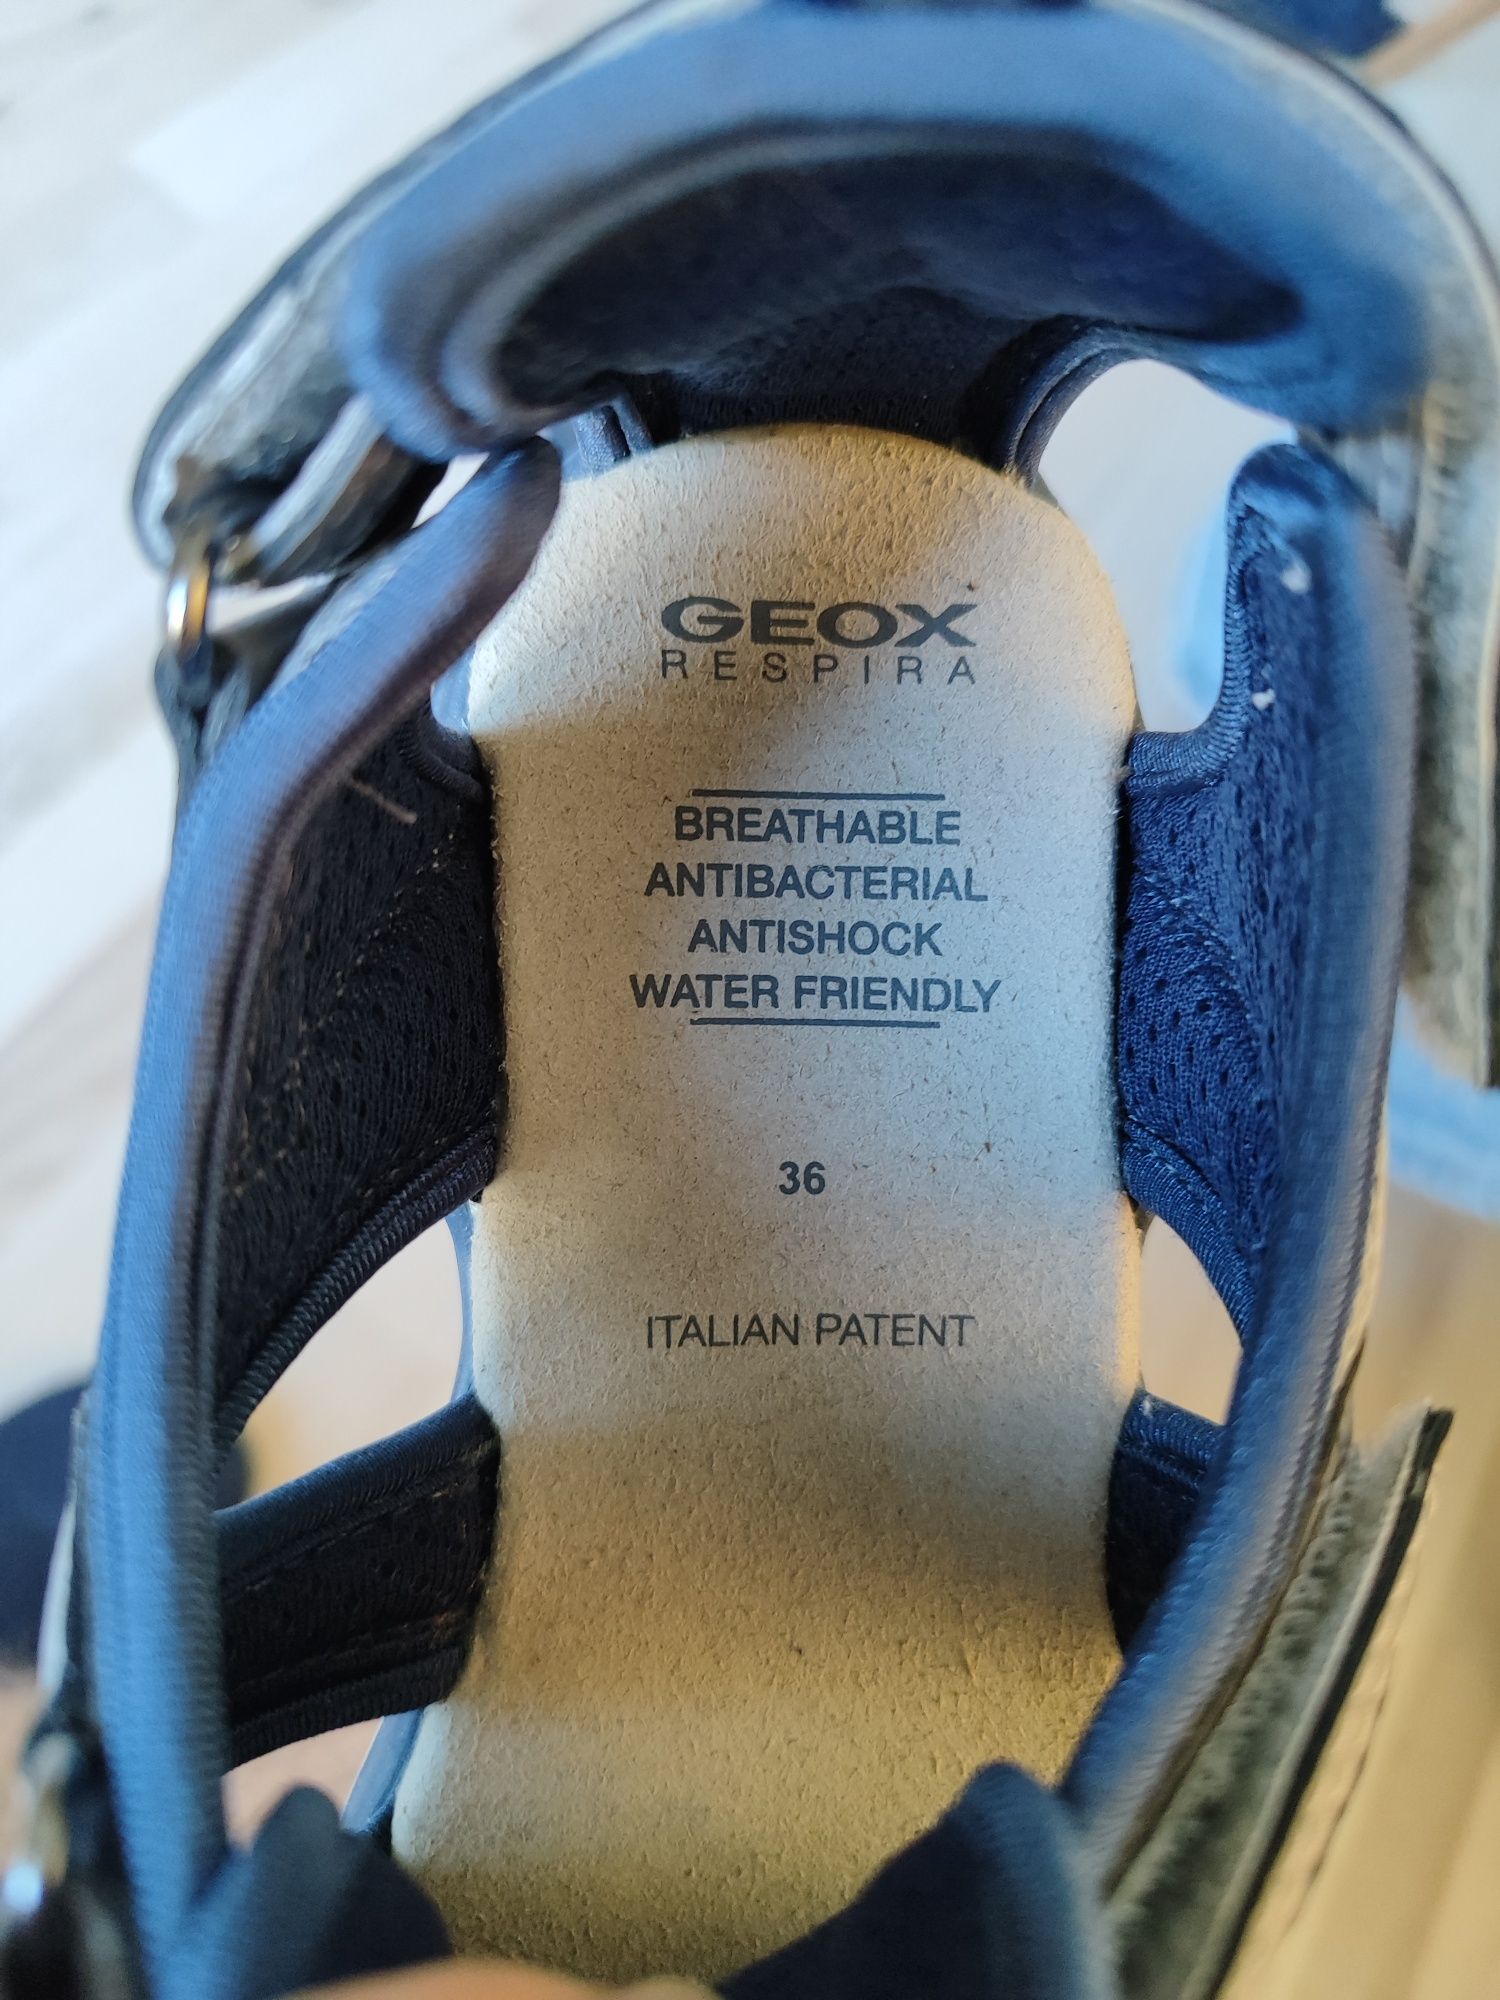 GEOX
RESPIRA
BREATHABLE
ANTIBACTERIAL
ANTISHOCK
WATER FRIENDLY
36
ITALIAN PATENT